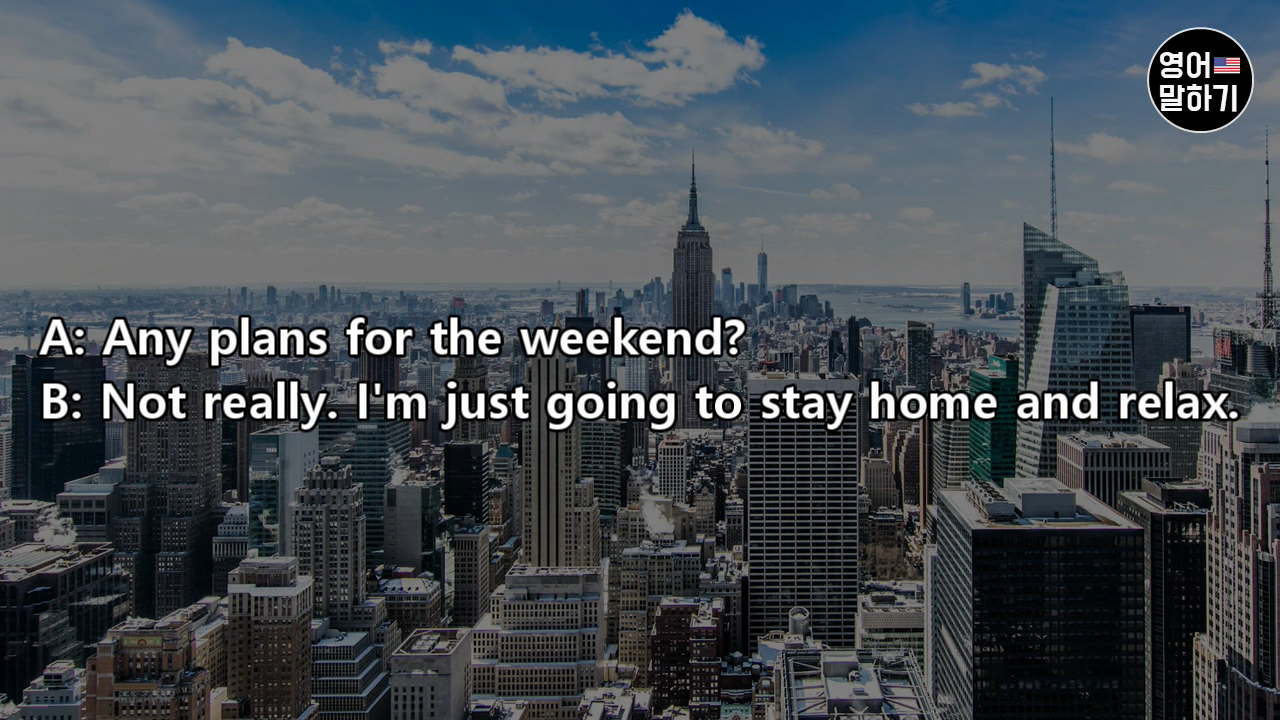 영어
말하기
A: Any plans for the weekend?
B: Not really. I'm just going to stay home and relax.